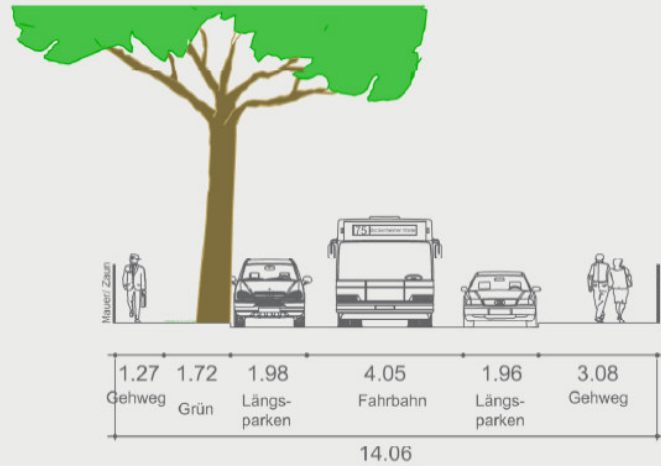 Mauer/ Zaun
75
1.27 1.72 1.98 4.05 1.96 3.08
Gehweg Grün Längs-parken Fahrbahn Längs-parken Gehweg
14.06